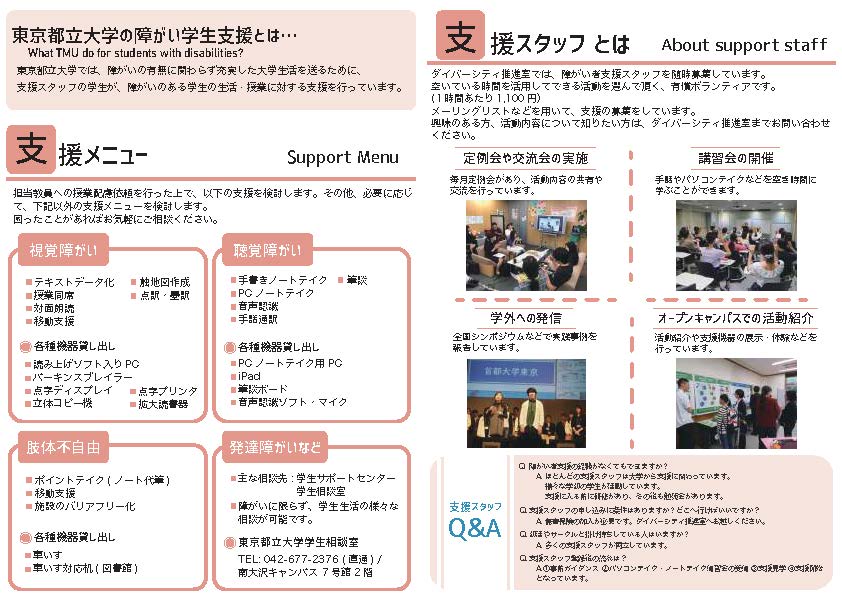 東京都立大学の障がい学生支援とは…
What TMU do for students with disabilities?
東京都立大学では、障がいの有無に関わらず充実した大学生活を送るために、
支援スタッフの学生が、障がいのある学生の生活・授業に対する支援を行っています。
支援メニュー Support Menu
担当教員への授業配慮依頼を行った上で、以下の支援を検討します。その他、必要に応じ
て、下記以外の支援メニューを検討します。
困ったことがあればお気軽にご相談ください。
視覚障がい
テキストデータ化 触地図作成
授業同席 点訳・墨訳
対面朗読
移動支援
各種機器貸し出し
読み上げソフト入りPC
パーキンスブレイラー
点字ディスプレイ 点字プリンタ
立体コピー機 拡大読書器
聴覚障がい
手書きノートテイク 筆談
PCノートテイク
音声認識
手話通訳
各種機器貸し出し
PCノートテイク用PC
iPad
筆談ボード
音声認識ソフト・マイク
肢体不自由
ポイントテイク(ノート代筆)
移動支援
施設のバリアフリー化
各種機器貸し出し
車いす
車いす対応机(図書館)
発達障がいなど
主な相談先:学生サポートセンター
学生相談室
障がいに限らず、学生生活の様々な
相談が可能です。
東京都立大学学生相談室
TEL: 042-677-2376 (直通) /
南大沢キャンパス 7号館2階
支援スタッフとは About support staff
ダイバーシティ推進室では、障がい者支援スタッフを随時募集しています。
空いている時間を活用してできる活動を選んで頂く、有償ボランティアです。
(1時間あたり1,100円)
メーリングリストなどを用いて、支援の募集をしています。
興味のある方、活動内容について知りたい方は、ダイバーシティ推進室までお問い合わせ
ください。
定例会や交流会の実施
毎月定例会があり、活動内容の共有や
交流を行っています。
講習会の開催
手話やパソコンテイクなどを空き時間に
学ぶことができます。
学外への発信
全国シンポジウムなどで実践事例を
報告しています。
首都大学東京
オープンキャンパスでの活動紹介
活動紹介や支援機器の展示・体験などを
行っています。
支援スタッフ
Q&A
Q 障がい者支援の経験がなくてもできますか?
A ほとんどの支援スタッフは大学から支援に関わっています。
様々な学部の学生が活動しています。
支援に入る前に研修があり、その後も勉強会があります。
Q 支援スタッフの申し込みに条件はありますか?どこへ行けばいいですか?
A 傷害保険の加入が必要です。ダイバーシティ推進室へお越しください。
Q 部活やサークルと掛け持ちしている人はいますか?
A 多くの支援スタッフが両立しています。
Q 支援スタッフ登録後の流れは?
A ①事前ガイダンス ②パソコンテイク・ノートテイク講習会の受講 ③支援見学 ④支援開始
となっています。